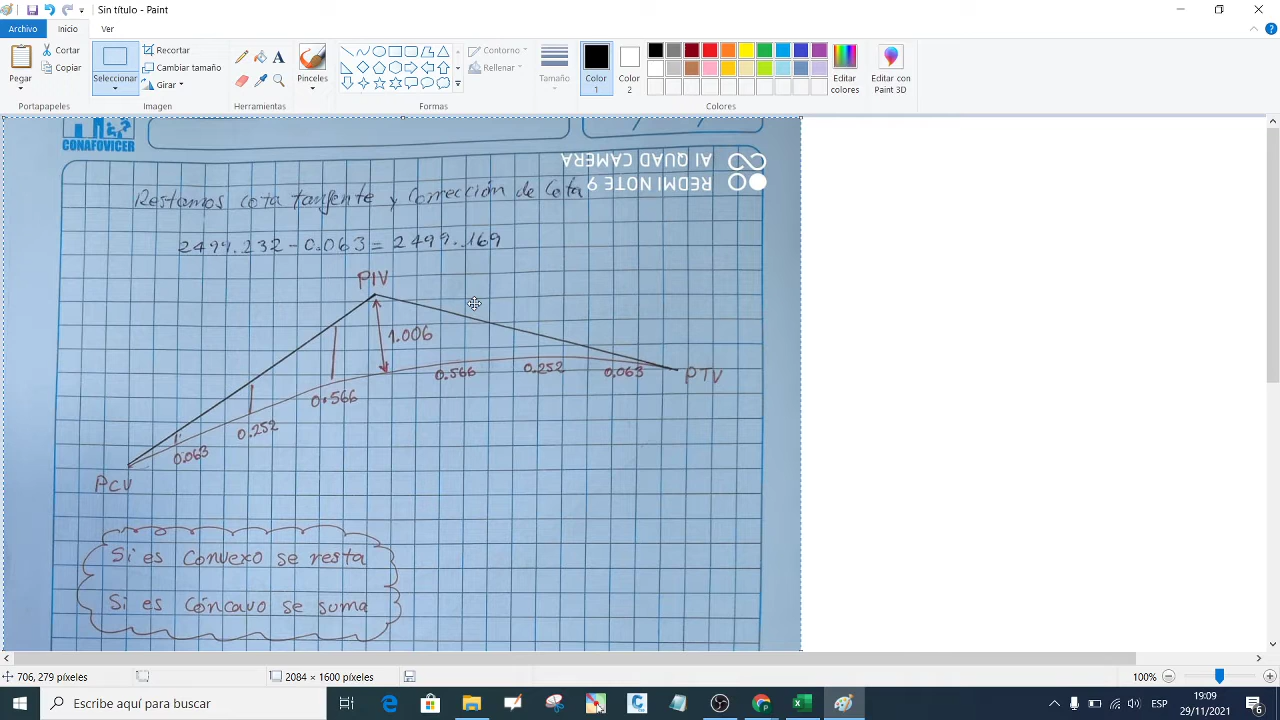 Sin título - Paint
Archivo Inicio Ver
Pegar
Cortar
Copiar
Portapapeles
Seleccionar
Recortar
Cambiar tamaño
Girar
Imagen
Herramientas
Pinceles
Contorno
Rellenar
Formas
Tamaño
Color 1
Color 2
Editar colores
Colores
Editar con Paint 3D
CONAFOVICER
REDMI NOTE 9
AI QUAD CAMERA
Restamos cota tangente y Corrección de Cota
2499.232 - 0.063 = 2499.169
PIV
1.006
0.566 0.252 0.063 PTV
0.566
0.252
0.063
PCV
Si es Convexo se resta
Si es Cóncavo se suma
706, 279 píxeles
2084 × 1600 píxeles
100%
Escribe aquí para buscar
ESP
19:09
29/11/2021
6